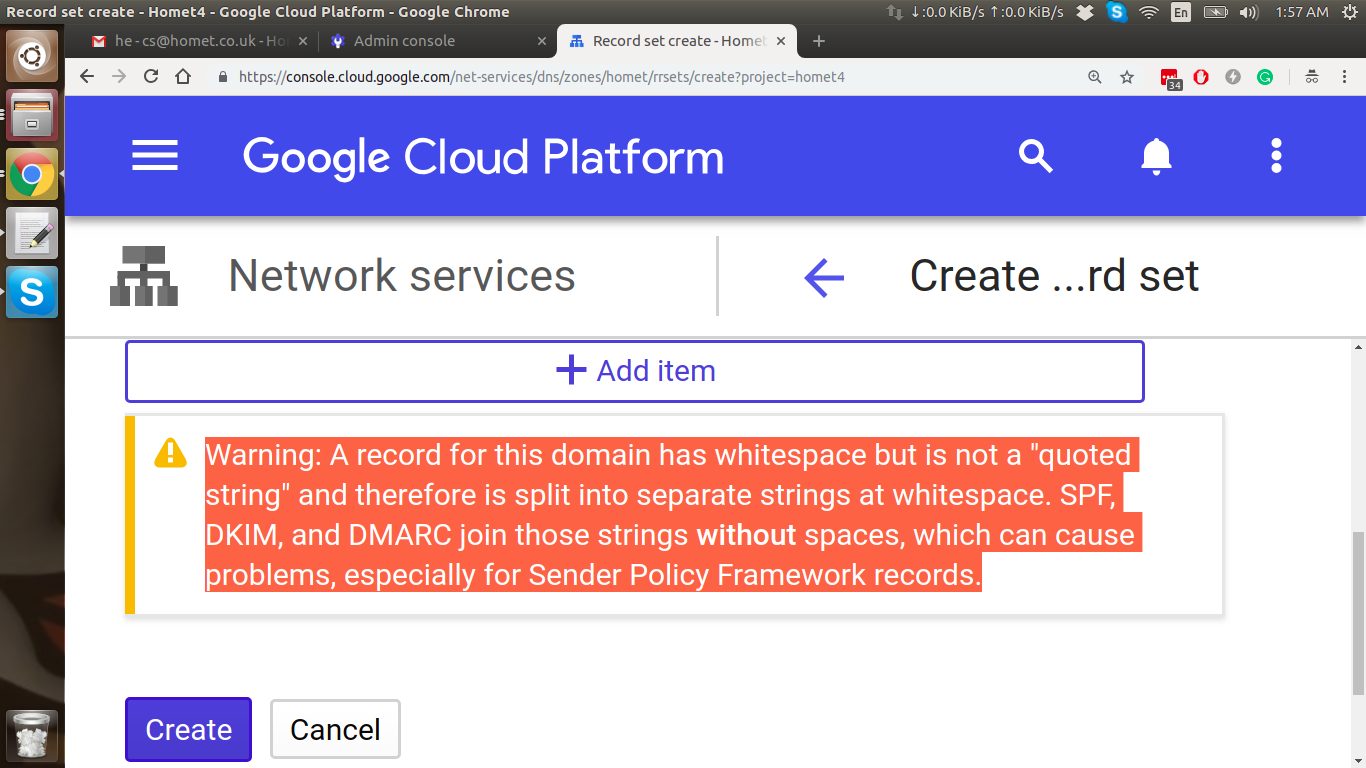 Record set create - Homet4 - Google Cloud Platform - Google Chrome
↓:0.0 KiB/s ↑:0.0 KiB/s En 1:57 AM
he - cs@homet.co.uk - Ho
Admin console
Record set create - Homet
https://console.cloud.google.com/net-services/dns/zones/homet/rrsets/create?project=homet4
34
Google Cloud Platform
Network services
Create ...rd set
Add item
Warning: A record for this domain has whitespace but is not a "quoted
string" and therefore is split into separate strings at whitespace. SPF,
DKIM, and DMARC join those strings without spaces, which can cause
problems, especially for Sender Policy Framework records.
Create
Cancel